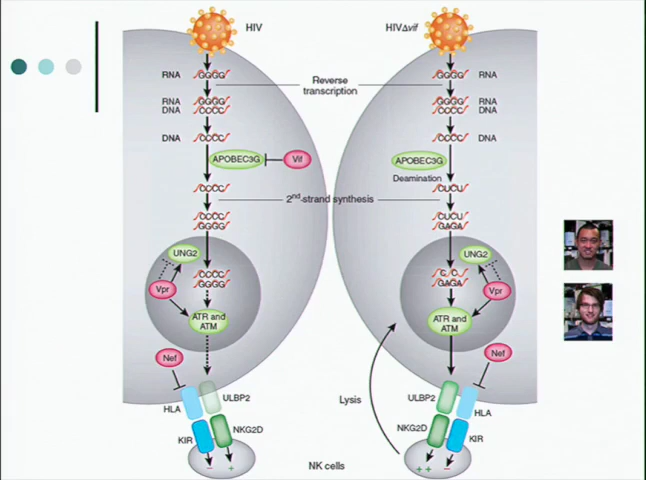 HIV
HIVΔvif
RNA
GGGG
GGGG
RNA
Reverse
transcription
RNA
GGGG
GGGG
RNA
DNA
CCCC
CCCC
DNA
DNA
CCCC
CCCC
DNA
APOBEC3G
Vif
APOBEC3G
Deamination
CCCC
CUCU
2nd-strand synthesis
CCCC
CUCU
GGGG
GAGA
UNG2
UNG2
CCCC
C C
GGGG
GAGA
Vpr
Vpr
ATR and
ATM
ATR and
ATM
Nef
Nef
ULBP2
ULBP2
HLA
Lysis
HLA
NKG2D
NKG2D
KIR
KIR
– +
NK cells
++ –